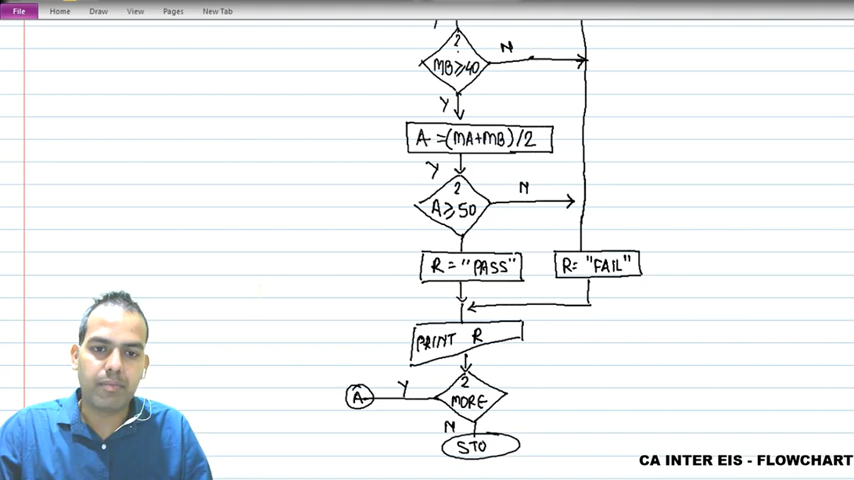 File Home Draw View Pages New Tab
?
MB≥40
N
Y
A =(MA+MB)/2
Y
?
A≥50
N
R = "PASS"
R= "FAIL"
PRINT R
?
MORE
A
Y
N
STO
CA INTER EIS - FLOWCHART